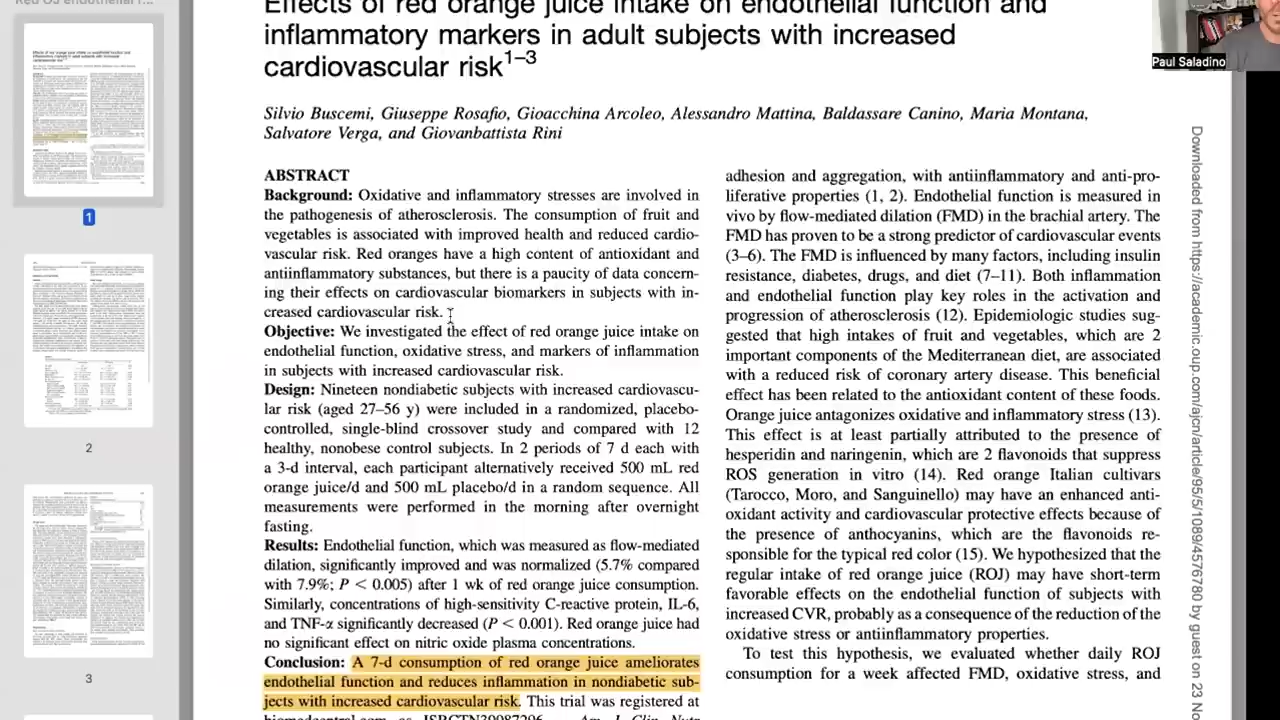 Red OJ endothelial f...
Effects of red orange juice intake on endothelial function and
inflammatory markers in adult subjects with increased
cardiovascular risk1–3
Paul Saladino
Silvio Buscemi, Giuseppe Rosafio, Gioacchina Arcoleo, Alessandro Mattina, Baldassare Canino, Maria Montana,
Salvatore Verga, and Giovambattista Rini
ABSTRACT
Background: Oxidative and inflammatory stresses are involved in
the pathogenesis of atherosclerosis. The consumption of fruit and
vegetables is associated with improved health and reduced cardio-
vascular risk. Red oranges have a high content of antioxidant and
antiinflammatory substances, but there is a paucity of data concern-
ing their effects on cardiovascular biomarkers in subjects with in-
creased cardiovascular risk.
Objective: We investigated the effect of red orange juice intake on
endothelial function, oxidative stress, and markers of inflammation
in subjects with increased cardiovascular risk.
Design: Nineteen nondiabetic subjects with increased cardiovascu-
lar risk (aged 27–56 y) were included in a randomized, placebo-
controlled, single-blind crossover study and compared with 12
healthy, nonobese control subjects. In 2 periods of 7 d each with
a 3-d interval, each participant alternatively received 500 mL red
orange juice/d and 500 mL placebo/d in a random sequence. All
measurements were performed in the morning after overnight
fasting.
Results: Endothelial function, which was measured as flow-mediated
dilation, significantly improved and was normalized (5.7% compared
with 7.9%; P < 0.005) after 1 wk of red orange juice consumption.
Similarly, concentrations of high-sensitivity C-reactive protein, IL-6,
and TNF-α significantly decreased (P < 0.001). Red orange juice had
no significant effect on nitric oxide plasma concentrations.
Conclusion: A 7-d consumption of red orange juice ameliorates
endothelial function and reduces inflammation in nondiabetic sub-
jects with increased cardiovascular risk. This trial was registered at
adhesion and aggregation, with antiinflammatory and anti-pro-
liferative properties (1, 2). Endothelial function is measured in
vivo by flow-mediated dilation (FMD) in the brachial artery. The
FMD has proven to be a strong predictor of cardiovascular events
(3–6). The FMD is influenced by many factors, including insulin
resistance, diabetes, drugs, and diet (7–11). Both inflammation
and endothelial function play key roles in the activation and
progression of atherosclerosis (12). Epidemiologic studies sug-
gested that high intakes of fruit and vegetables, which are 2
important components of the Mediterranean diet, are associated
with a reduced risk of coronary artery disease. This beneficial
effect has been related to the antioxidant content of these foods.
Orange juice antagonizes oxidative and inflammatory stress (13).
This effect is at least partially attributed to the presence of
hesperidin and naringenin, which are 2 flavonoids that suppress
ROS generation in vitro (14). Red orange Italian cultivars
(Tarocco, Moro, and Sanguinello) may have an enhanced anti-
oxidant activity and cardiovascular protective effects because of
the presence of anthocyanins, which are the flavonoids re-
sponsible for the typical red color (15). We hypothesized that the
regular intake of red orange juice (ROJ) may have short-term
favorable effects on the endothelial function of subjects with
increased CVR, probably as a consequence of the reduction of the
oxidative stress or antiinflammatory properties.
To test this hypothesis, we evaluated whether daily ROJ
consumption for a week affected FMD, oxidative stress, and
Downloaded from https://academic.oup.com/ajcn/article/95/5/1089/4576780 by guest on 23 No
1
2
3